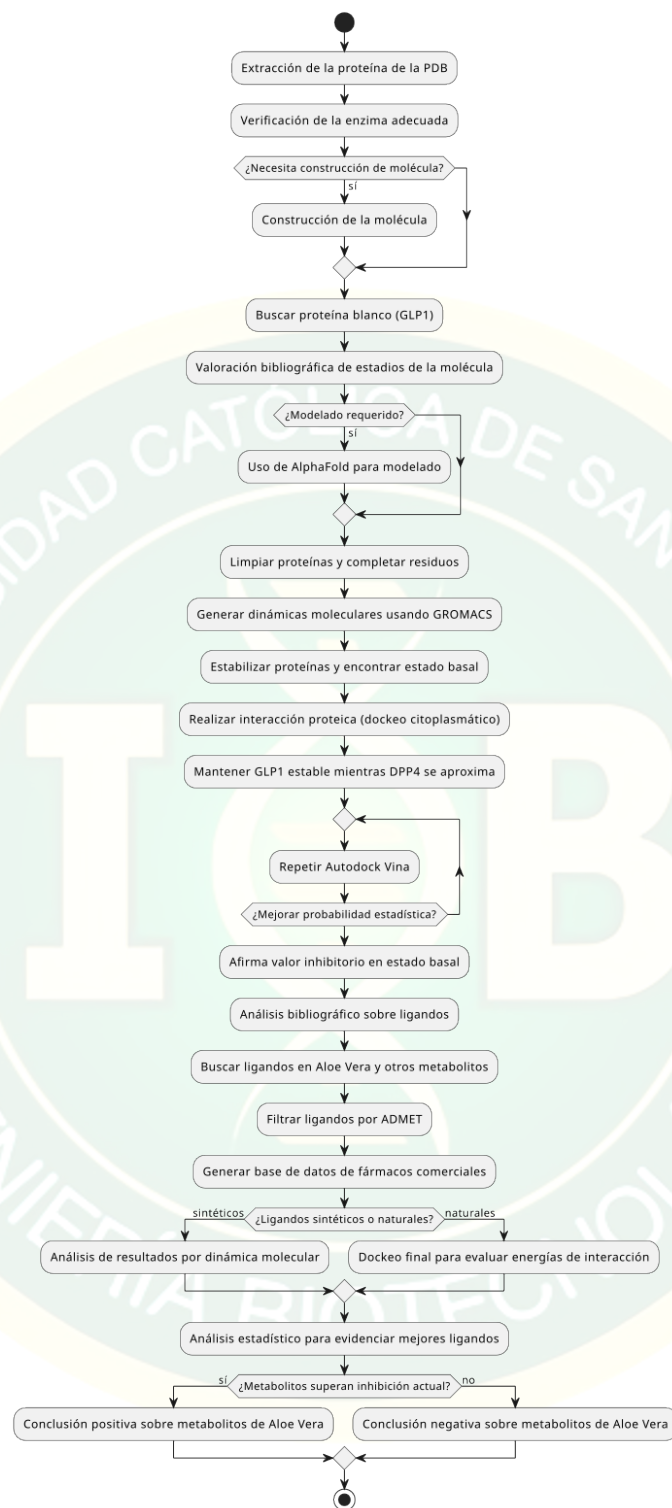 Extracción de la proteína de la PDB
Verificación de la enzima adecuada
¿Necesita construcción de molécula?
sí
Construcción de la molécula
Buscar proteína blanco (GLP1)
Valoración bibliográfica de estadios de la molécula
¿Modelado requerido?
sí
Uso de AlphaFold para modelado
Limpiar proteínas y completar residuos
Generar dinámicas moleculares usando GROMACS
Estabilizar proteínas y encontrar estado basal
Realizar interacción proteica (dockeo citoplasmático)
Mantener GLP1 estable mientras DPP4 se aproxima
Repetir Autodock Vina
¿Mejorar probabilidad estadística?
Afirma valor inhibitorio en estado basal
Análisis bibliográfico sobre ligandos
Buscar ligandos en Aloe Vera y otros metabolitos
Filtrar ligandos por ADMET
Generar base de datos de fármacos comerciales
sintéticos ¿Ligandos sintéticos o naturales? naturales
Análisis de resultados por dinámica molecular Dockeo final para evaluar energías de interacción
Análisis estadístico para evidenciar mejores ligandos
sí ¿Metabolitos superan inhibición actual? no
Conclusión positiva sobre metabolitos de Aloe Vera Conclusión negativa sobre metabolitos de Aloe Vera
CATÓLICA DE
I B